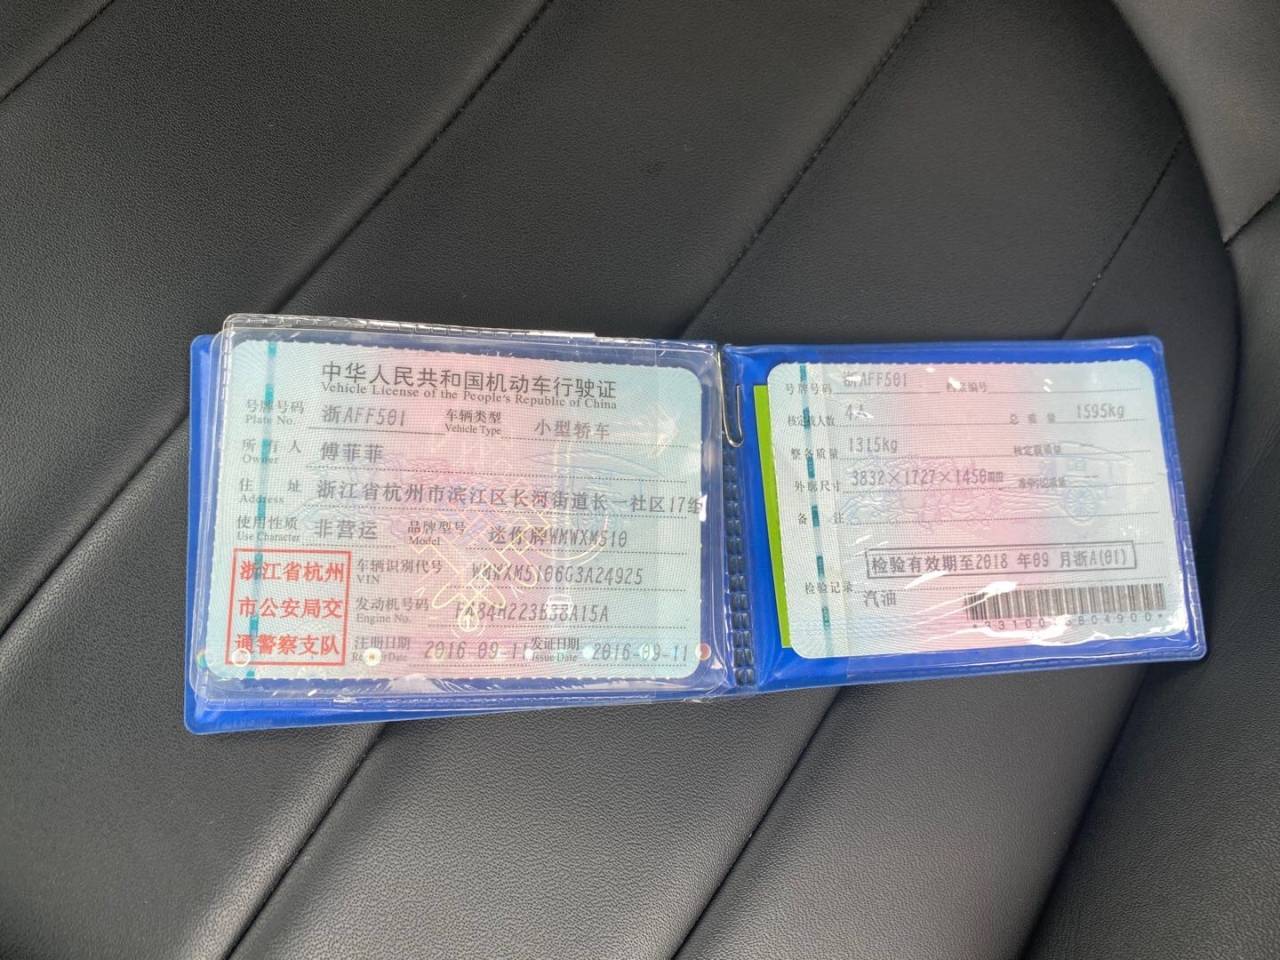 中华人民共和国机动车行驶证
Vehicle License of the People's Republic of China
号牌号码 浙AFF501 车辆类型 小型轿车
Plate No. Vehicle Type
所有人 傅菲菲
Owner
住址 浙江省杭州市滨江区长河街道长一社区17组
Address
使用性质 非营运 品牌型号 迷你牌WMWXM510
Use Character Model
浙江省杭州
市公安局交
通警察支队
车辆识别代号 WMWXM5106G3A24925
VIN
发动机号码
Engine No.
注册日期 2016-09-11 发证日期 2016-09-11
Register Date Issue Date
号牌号码 浙AFF501 档案编号
核定载人数 4人 总质量 1595kg
整备质量 1315kg 核定载质量
外廓尺寸 3832×1727×1450mm
备注
检验有效期至2018年09月浙A(01)
检验记录
汽油